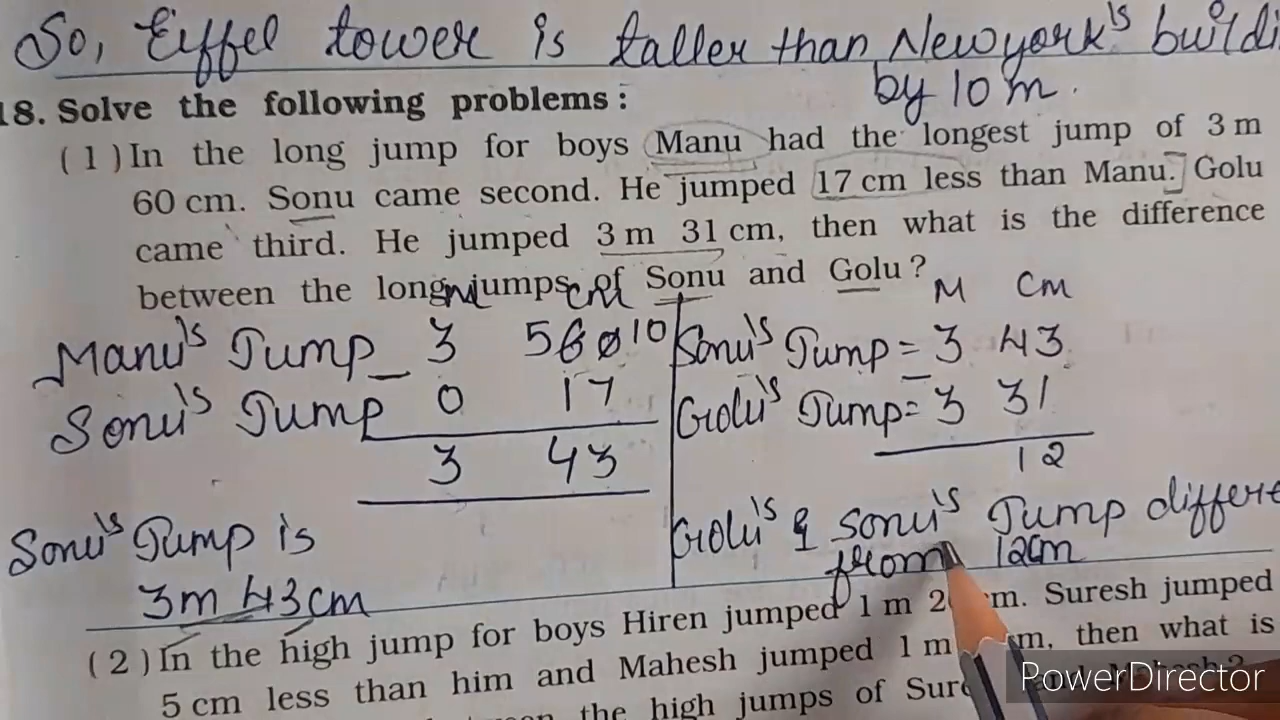 So, Eiffel tower is taller than Newyork's buildi
by 10 m.
18. Solve the following problems :
( 1 ) In the long jump for boys Manu had the longest jump of 3 m
60 cm. Sonu came second. He jumped 17 cm less than Manu. Golu
came third. He jumped 3 m 31 cm, then what is the difference
between the long jumps of Sonu and Golu ?
M cm
Manu's Jump 3 5 6 0 10
Sonu's Jump 0 17
3 43
Sonu's Jump is
3m 43cm
M cm
Sonu's Jump = 3 43
Golu's Jump = 3 31
12
Golu's & Sonu's Jump differe
from 12cm
( 2 ) In the high jump for boys Hiren jumped 1 m 2 m. Suresh jumped
5 cm less than him and Mahesh jumped 1 m m, then what is
the high jumps of Sure
PowerDirector